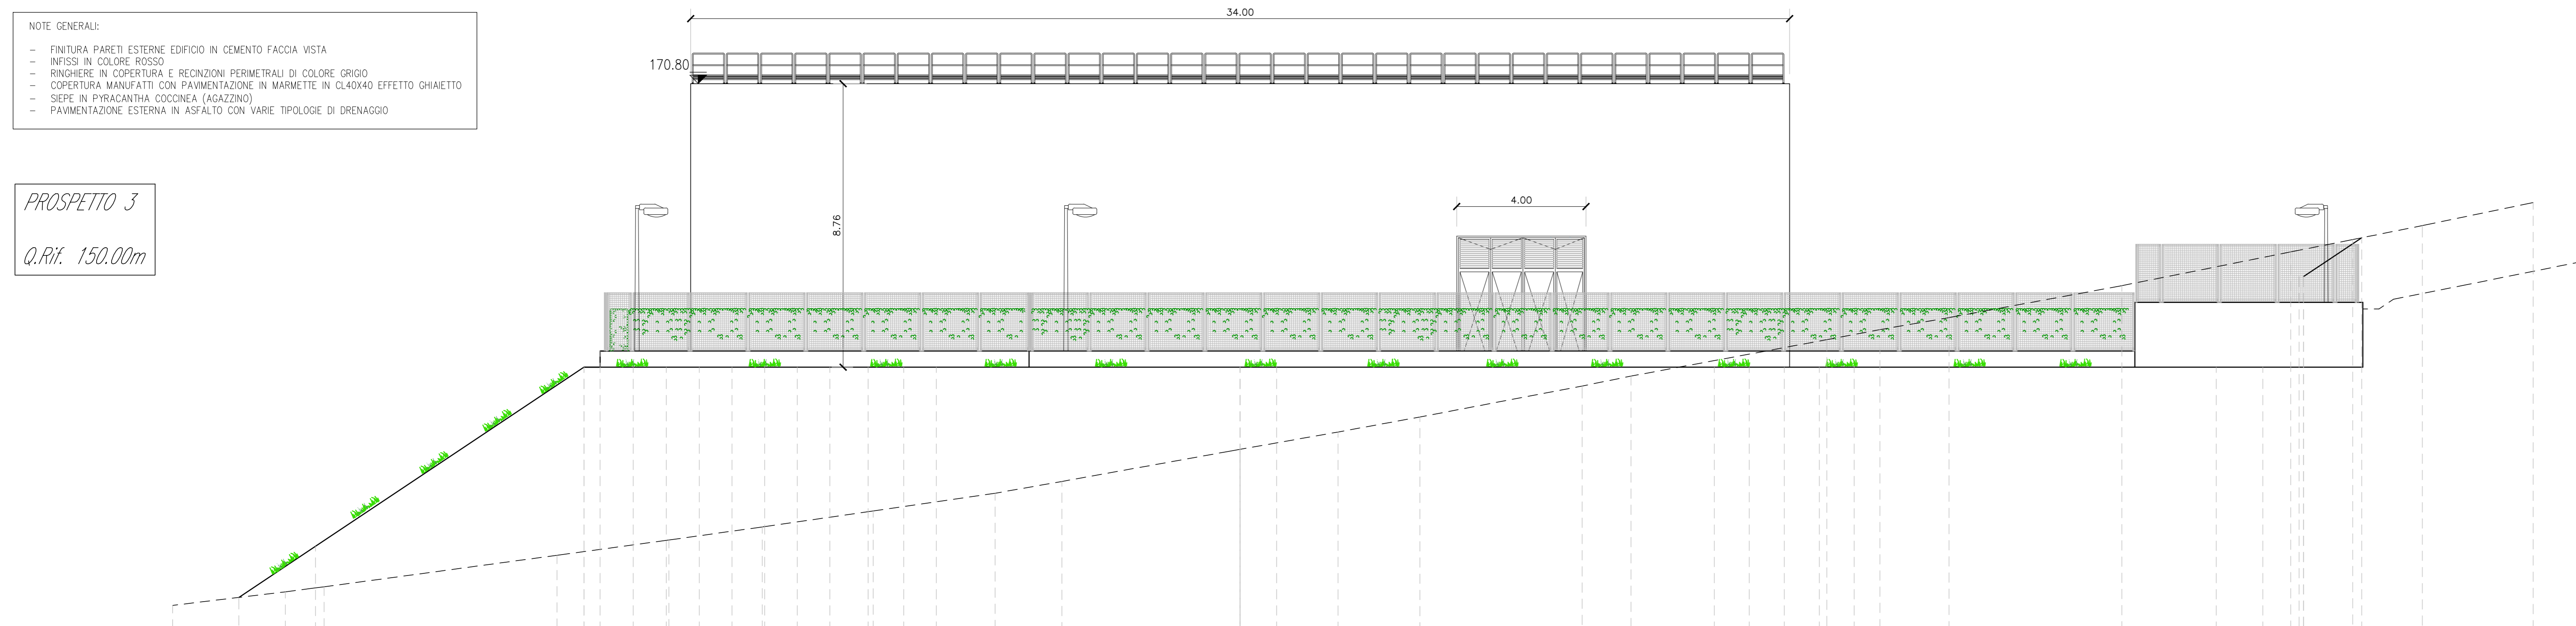 NOTE GENERALI:
- FINITURA PARETI ESTERNE EDIFICIO IN CEMENTO FACCIA VISTA
- INFISSI IN COLORE ROSSO
- RINGHIERE IN COPERTURA E RECINZIONI PERIMETRALI DI COLORE GRIGIO
- COPERTURA MANUFATTI CON PAVIMENTAZIONE IN MARMETTE IN CL40X40 EFFETTO GHIAIETTO
- SIEPE IN PYRACANTHA COCCINEA (AGAZZINO)
- PAVIMENTAZIONE ESTERNA IN ASFALTO CON VARIE TIPOLOGIE DI DRENAGGIO
PROSPETTO 3
Q.Rif. 150.00m
34.00
170.80
8.76
4.00